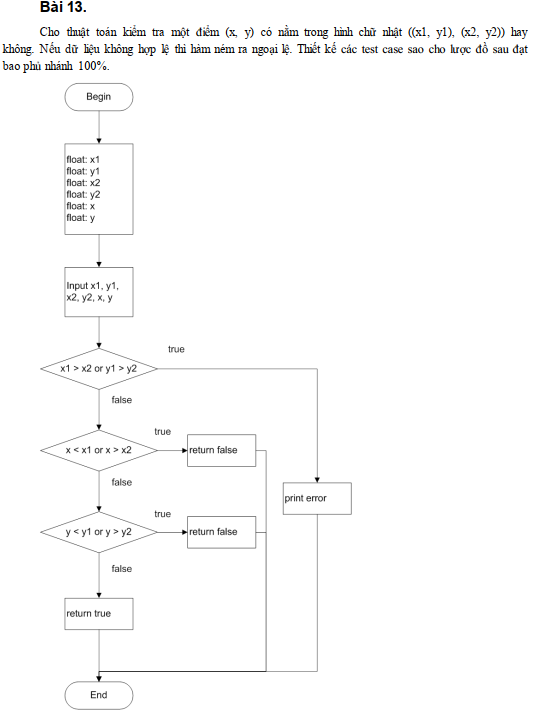 Bài 13.
Cho thuật toán kiểm tra một điểm (x, y) có nằm trong hình chữ nhật ((x1, y1), (x2, y2)) hay
không. Nếu dữ liệu không hợp lệ thì hàm ném ra ngoại lệ. Thiết kế các test case sao cho lược đồ sau đạt
bao phủ nhánh 100%.
Begin
float: x1
float: y1
float: x2
float: y2
float: x
float: y
Input x1, y1,
x2, y2, x, y
true
x1 > x2 or y1 > y2
false
true
x < x1 or x > x2
return false
false
print error
true
y < y1 or y > y2
return false
false
return true
End